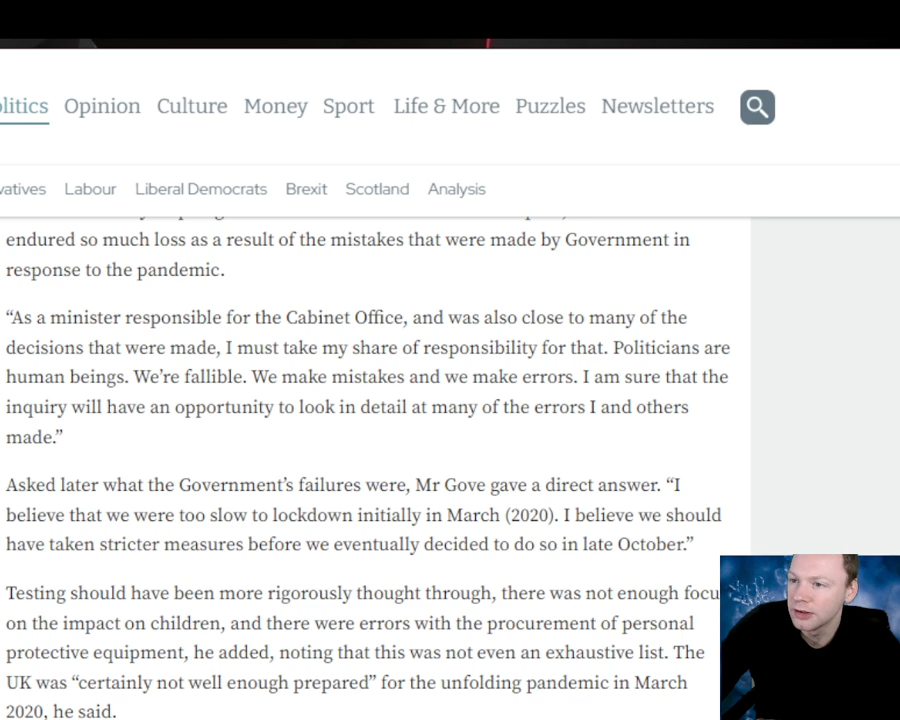 Opinion Culture Money Sport Life & More Puzzles Newsletters
Labour Liberal Democrats Brexit Scotland Analysis
endured so much loss as a result of the mistakes that were made by Government in
response to the pandemic.
“As a minister responsible for the Cabinet Office, and was also close to many of the
decisions that were made, I must take my share of responsibility for that. Politicians are
human beings. We’re fallible. We make mistakes and we make errors. I am sure that the
inquiry will have an opportunity to look in detail at many of the errors I and others
made.”
Asked later what the Government’s failures were, Mr Gove gave a direct answer. “I
believe that we were too slow to lockdown initially in March (2020). I believe we should
have taken stricter measures before we eventually decided to do so in late October.”
Testing should have been more rigorously thought through, there was not enough focu
on the impact on children, and there were errors with the procurement of personal
protective equipment, he added, noting that this was not even an exhaustive list. The
UK was “certainly not well enough prepared” for the unfolding pandemic in March
2020, he said.